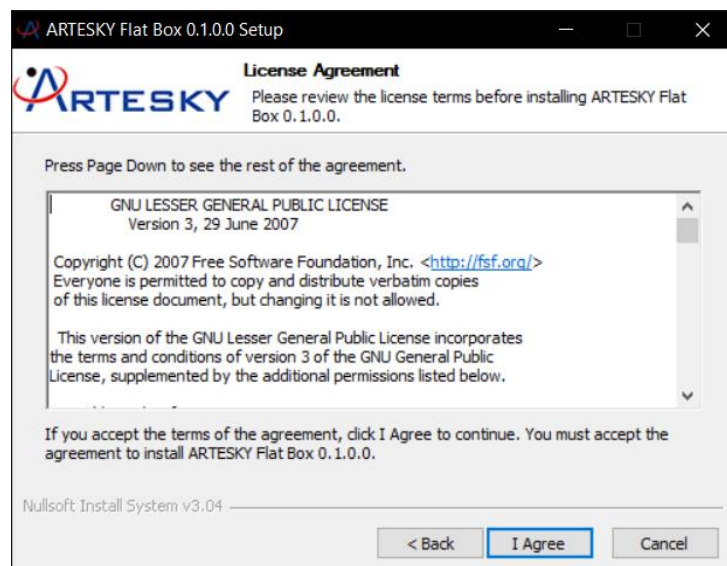 ARTESKY Flat Box 0.1.0.0 Setup
ARTESKY
License Agreement
Please review the license terms before installing ARTESKY Flat
Box 0.1.0.0.
Press Page Down to see the rest of the agreement.
GNU LESSER GENERAL PUBLIC LICENSE
Version 3, 29 June 2007
Copyright (C) 2007 Free Software Foundation, Inc. <http://fsf.org/>
Everyone is permitted to copy and distribute verbatim copies
of this license document, but changing it is not allowed.
This version of the GNU Lesser General Public License incorporates
the terms and conditions of version 3 of the GNU General Public
License, supplemented by the additional permissions listed below.
If you accept the terms of the agreement, click I Agree to continue. You must accept the
agreement to install ARTESKY Flat Box 0.1.0.0.
Nullsoft Install System v3.04
< Back
I Agree
Cancel